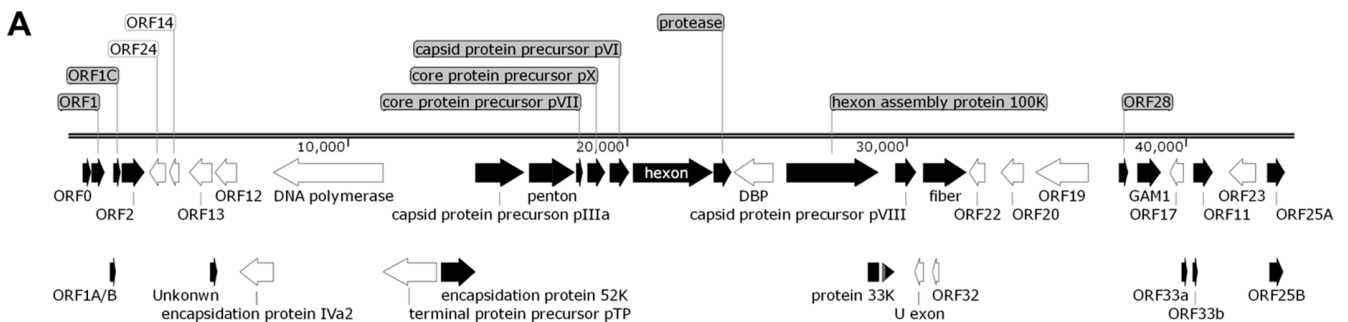 A
ORF14
protease
ORF24
capsid protein precursor pVI
ORF1C
core protein precursor pX
ORF1
core protein precursor pVII
hexon assembly protein 100K
ORF28
10,000
20,000
30,000
40,000
hexon
ORF0
ORF12
DNA polymerase
penton
DBP
fiber
ORF19
GAM1
ORF23
ORF2
ORF13
capsid protein precurson pIIIa
capsid protein precursor pVIII
ORF22
ORF20
ORF17
ORF11
ORF25A
ORF1A/B
Unkonwn
encapsidation protein 52K
protein 33K
ORF32
ORF33a
ORF25B
encapsidation protein IVa2
terminal protein precursor pTP
U exon
ORF33b